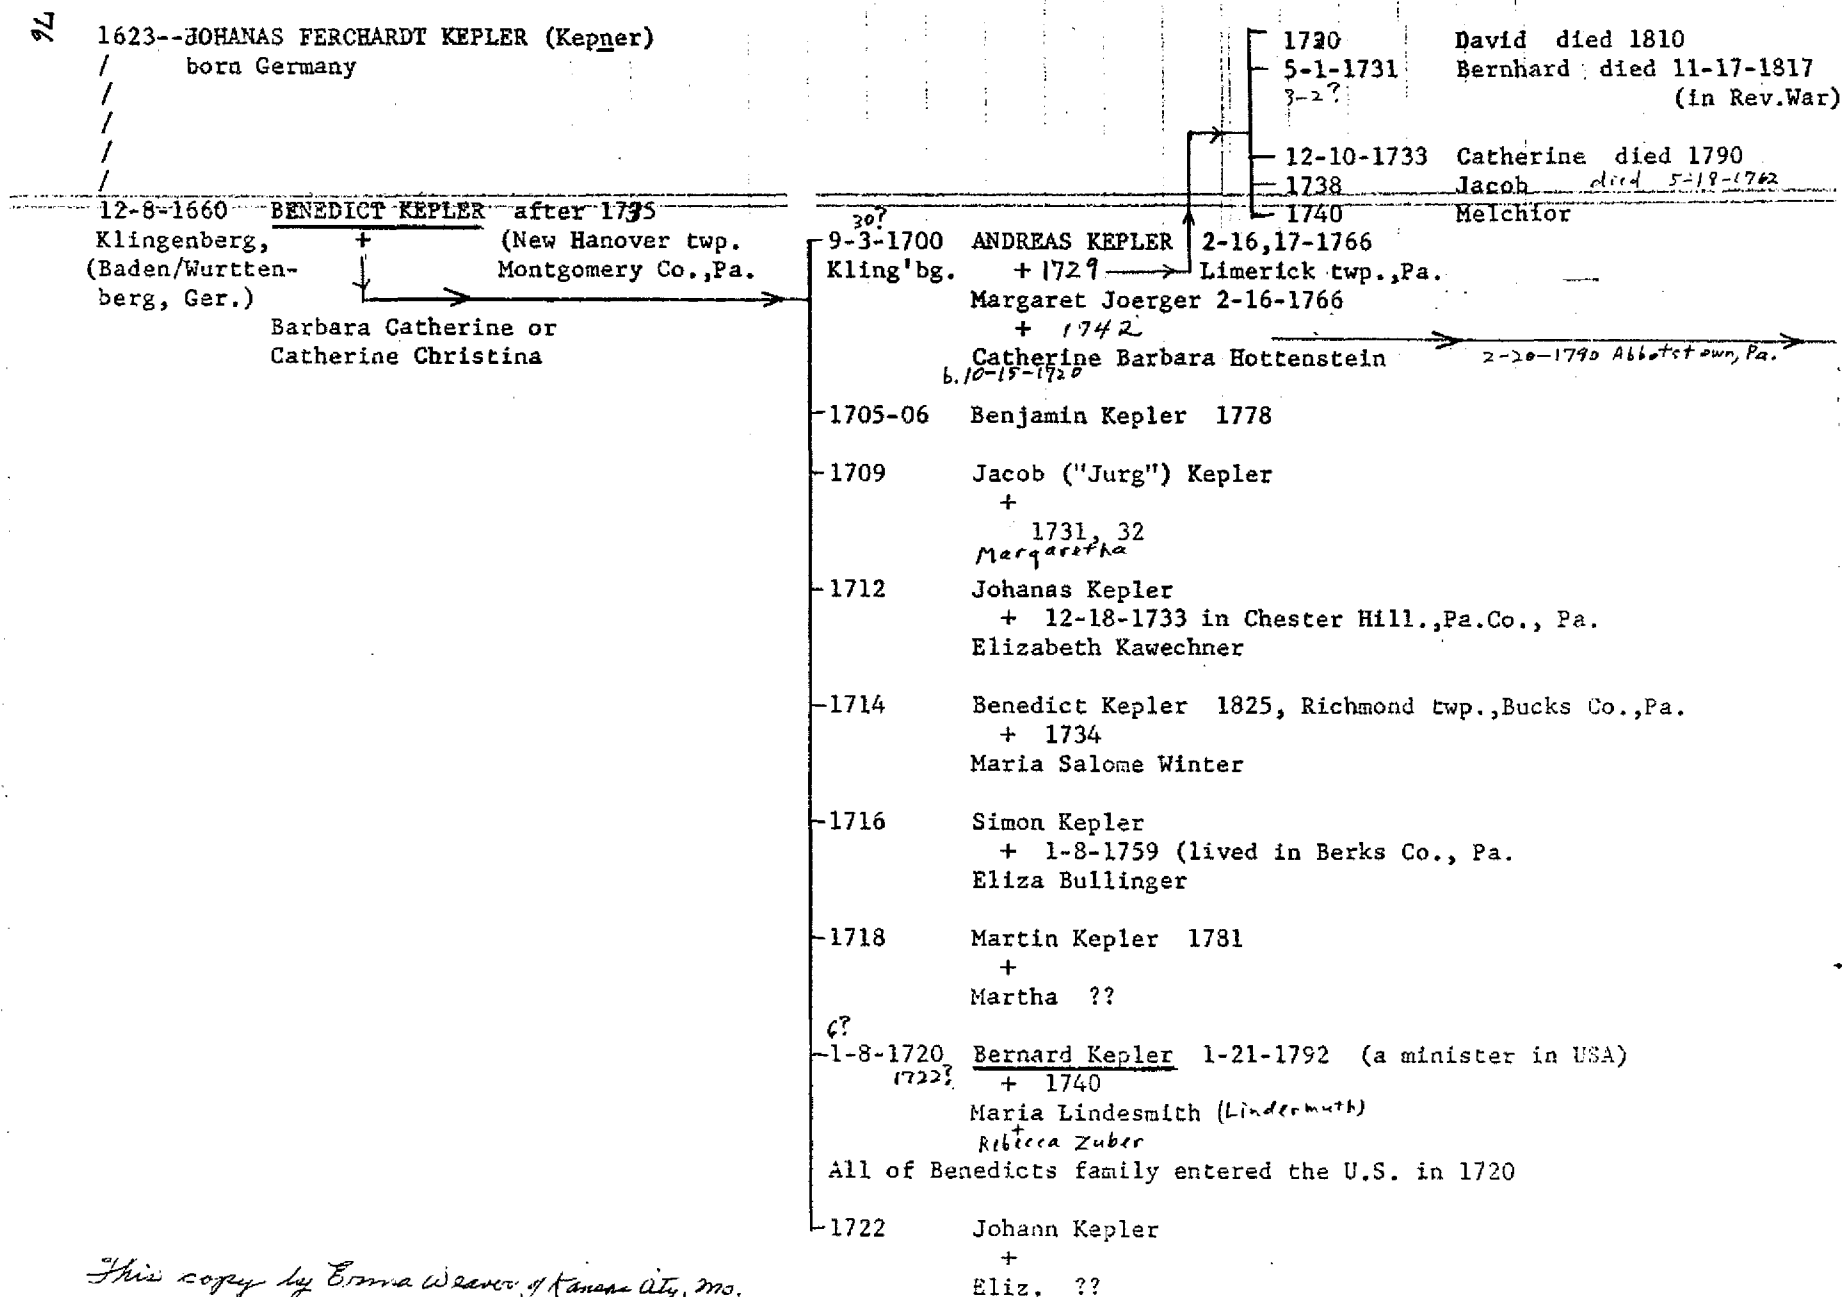 76
1623--JOHANAS FERCHARDT KEPLER (Kepner)
born Germany
1730 David died 1810
5-1-1731 Bernhard died 11-17-1817
3-2? (in Rev.War)
12-10-1733 Catherine died 1790
1738 Jacob died 5-18-1762
1740 Melchior
12-8-1660 BENEDICT KEPLER after 1735
Klingenberg, + (New Hanover twp.
(Baden/Wurtten- Montgomery Co.,Pa.
berg, Ger.)
Barbara Catherine or
Catherine Christina
30?
9-3-1700 ANDREAS KEPLER 2-16,17-1766
Kling'bg. + 1729 Limerick twp.,Pa.
Margaret Joerger 2-16-1766
+ 1742
Catherine Barbara Hottenstein 2-20-1790 Abbotstown, Pa.
b. 10-15-1720
1705-06 Benjamin Kepler 1778
1709 Jacob ("Jurg") Kepler
+
1731, 32
Margaretha
1712 Johanas Kepler
+ 12-18-1733 in Chester Hill.,Pa.Co., Pa.
Elizabeth Kawechner
1714 Benedict Kepler 1825, Richmond twp.,Bucks Co.,Pa.
+ 1734
Maria Salome Winter
1716 Simon Kepler
+ 1-8-1759 (lived in Berks Co., Pa.
Eliza Bullinger
1718 Martin Kepler 1781
+
Martha ??
6?
1-8-1720 Bernard Kepler 1-21-1792 (a minister in USA)
1722? + 1740
Maria Lindesmith (Lindermuth)
+
Rebecca Zuber
All of Benedicts family entered the U.S. in 1720
1722 Johann Kepler
+
Eliz. ??
This copy by Erma Weaver of Kansas City, Mo.